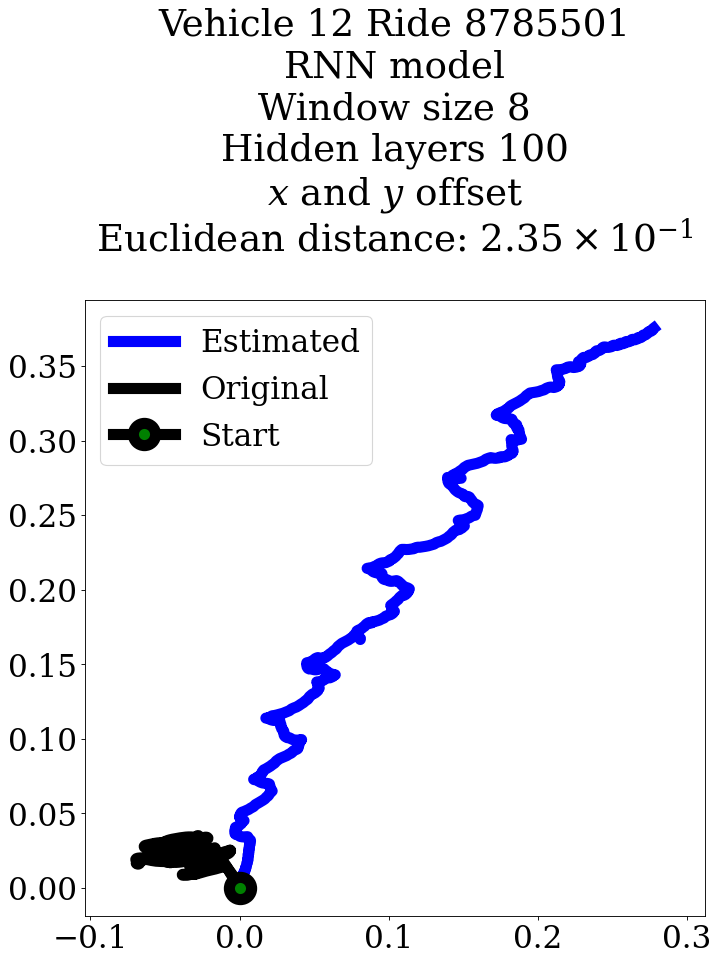 Vehicle 12 Ride 8785501
RNN model
Window size 8
Hidden layers 100
x and y offset
Euclidean distance: 2.35 × 10⁻¹
Estimated
Original
Start
0.35
0.30
0.25
0.20
0.15
0.10
0.05
0.00
−0.1 0.0 0.1 0.2 0.3